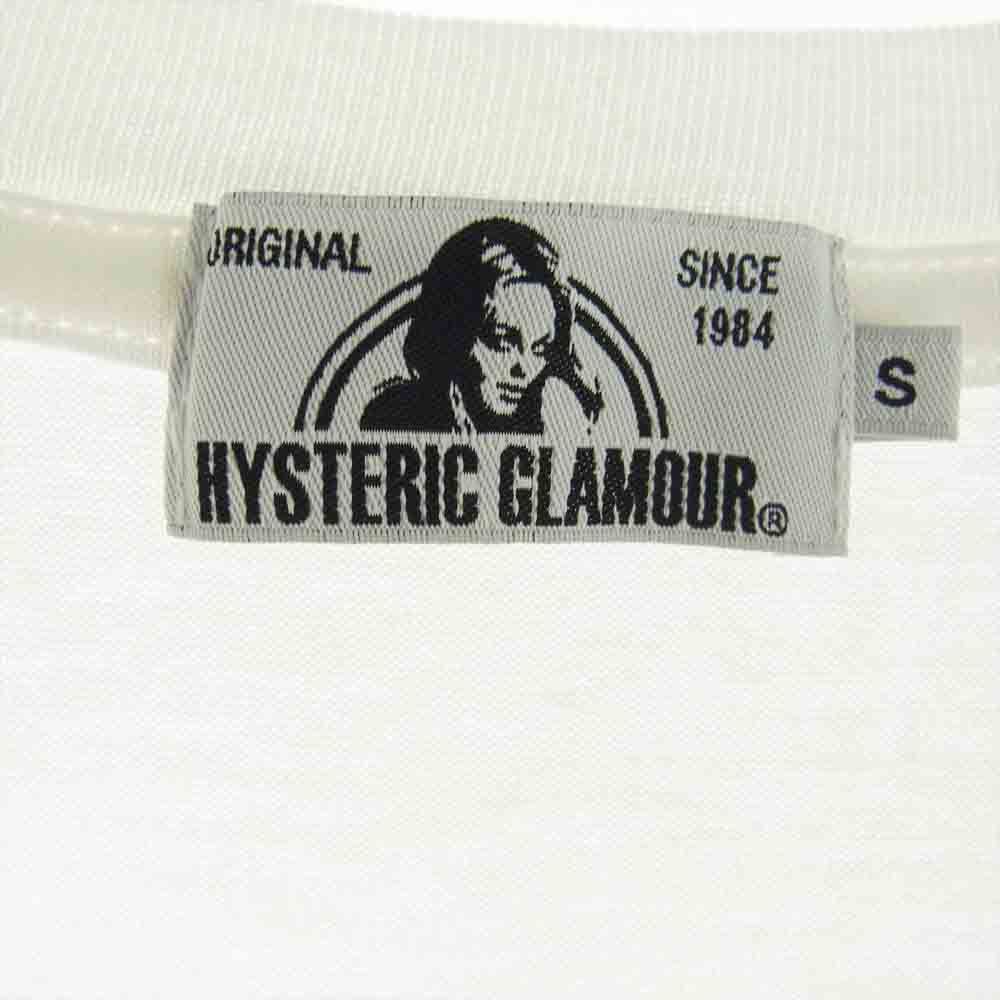 ORIGINAL
SINCE
1984
HYSTERIC GLAMOUR®
S